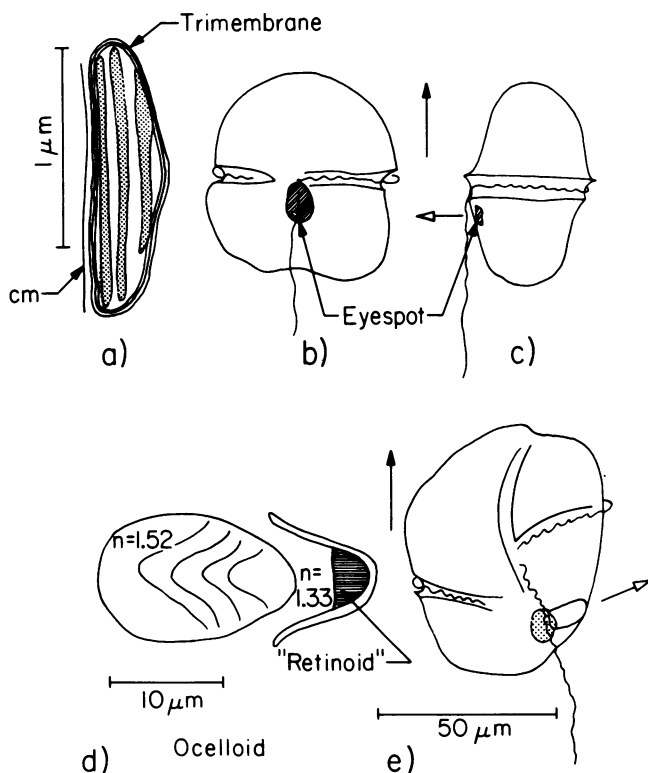 Trimembrane
1 μm
cm
a)
b)
c)
Eyespot
n=1.52
n=
1.33
"Retinoid"
10 μm
50 μm
d)
Ocelloid
e)